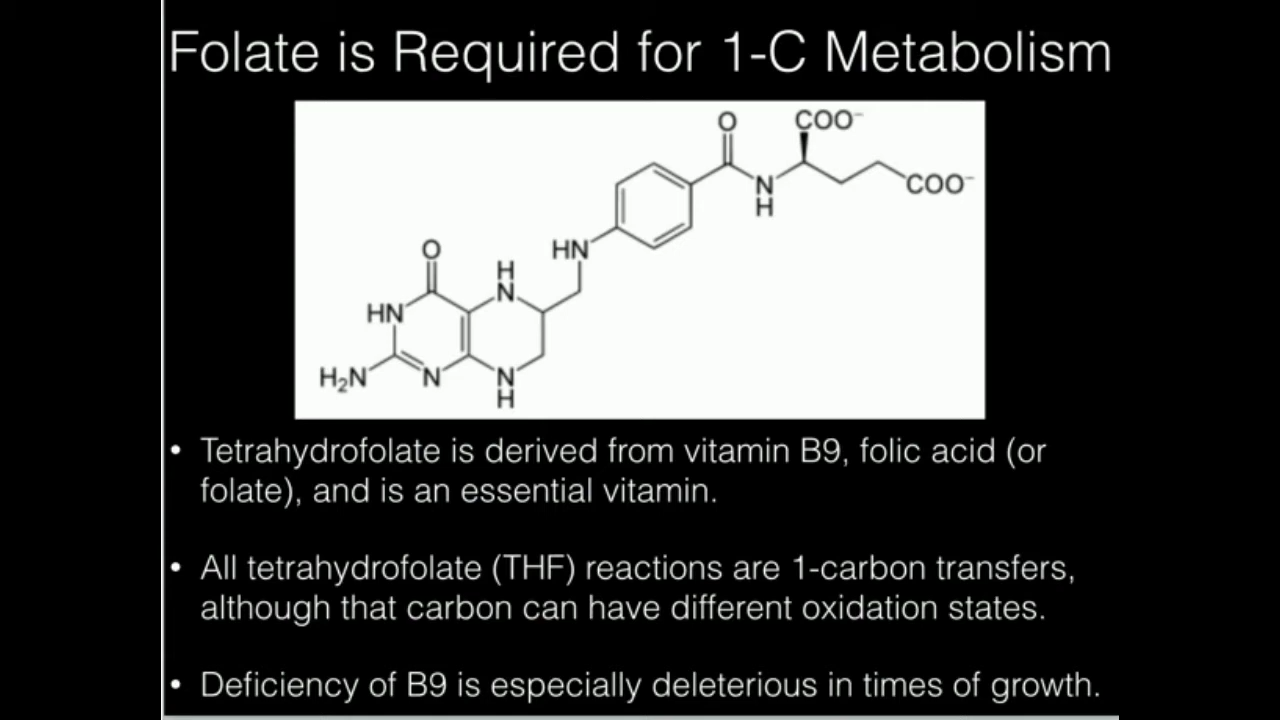 Folate is Required for 1-C Metabolism
O
COO⁻
N
H
COO⁻
HN
O
H
N
HN
H₂N
N
N
H
• Tetrahydrofolate is derived from vitamin B9, folic acid (or
folate), and is an essential vitamin.
• All tetrahydrofolate (THF) reactions are 1-carbon transfers,
although that carbon can have different oxidation states.
• Deficiency of B9 is especially deleterious in times of growth.